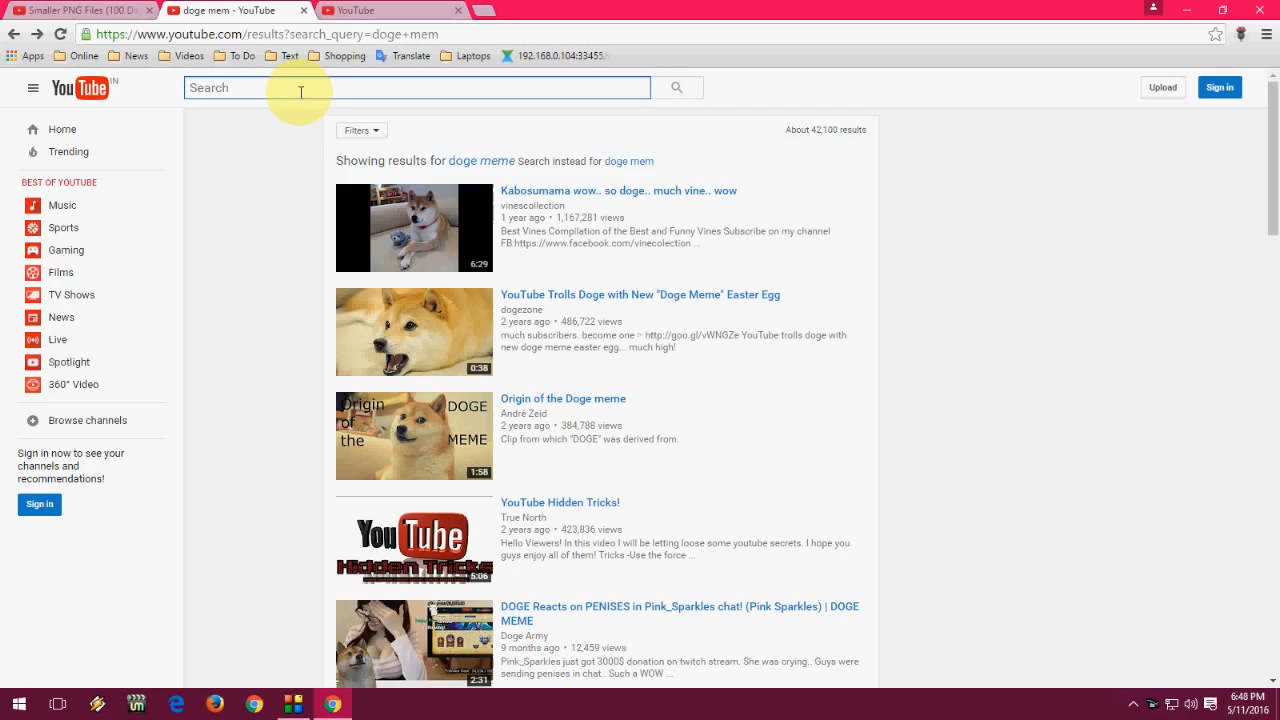 Smaller PNG Files (100 Do
doge mem - YouTube
YouTube
https://www.youtube.com/results?search_query=doge+mem
Apps
Online
News
Videos
To Do
Text
Shopping
Translate
Laptops
192.168.0.104:33455/
YouTube IN
Search
Upload
Sign in
Home
Trending
BEST OF YOUTUBE
Music
Sports
Gaming
Films
TV Shows
News
Live
Spotlight
360° Video
Browse channels
Sign in now to see your
channels and
recommendations!
Sign in
Filters
About 42,100 results
Showing results for doge meme Search instead for doge mem
6:29
Kabosumama wow.. so doge.. much vine.. wow
vinescollection
1 year ago • 1,167,281 views
Best Vines Compilation of the Best and Funny Vines Subscribe on my channel
FB:https://www.facebook.com/vinecolection ...
0:38
YouTube Trolls Doge with New "Doge Meme" Easter Egg
dogezone
2 years ago • 486,722 views
much subscribers. become one ▷ http://goo.gl/vWNGZe YouTube trolls doge with
new doge meme easter egg... much high!
Origin
of
the
DOGE
MEME
1:58
Origin of the Doge meme
André Zeid
2 years ago • 384,788 views
Clip from which "DOGE" was derived from.
YouTube
Hidden Tricks
5:06
YouTube Hidden Tricks!
True North
2 years ago • 423,836 views
Hello Viewers! In this video I will be letting loose some youtube secrets. I hope you
guys enjoy all of them! Tricks -Use the force ...
2:31
DOGE Reacts on PENISES in Pink_Sparkles chat! (Pink Sparkles) | DOGE
MEME
Doge Army
9 months ago • 12,459 views
Pink_Sparkles just got 3000$ donation on twitch stream. She was crying.. Guys were
sending penises in chat.. Such a WOW ...
6:48 PM
5/11/2016